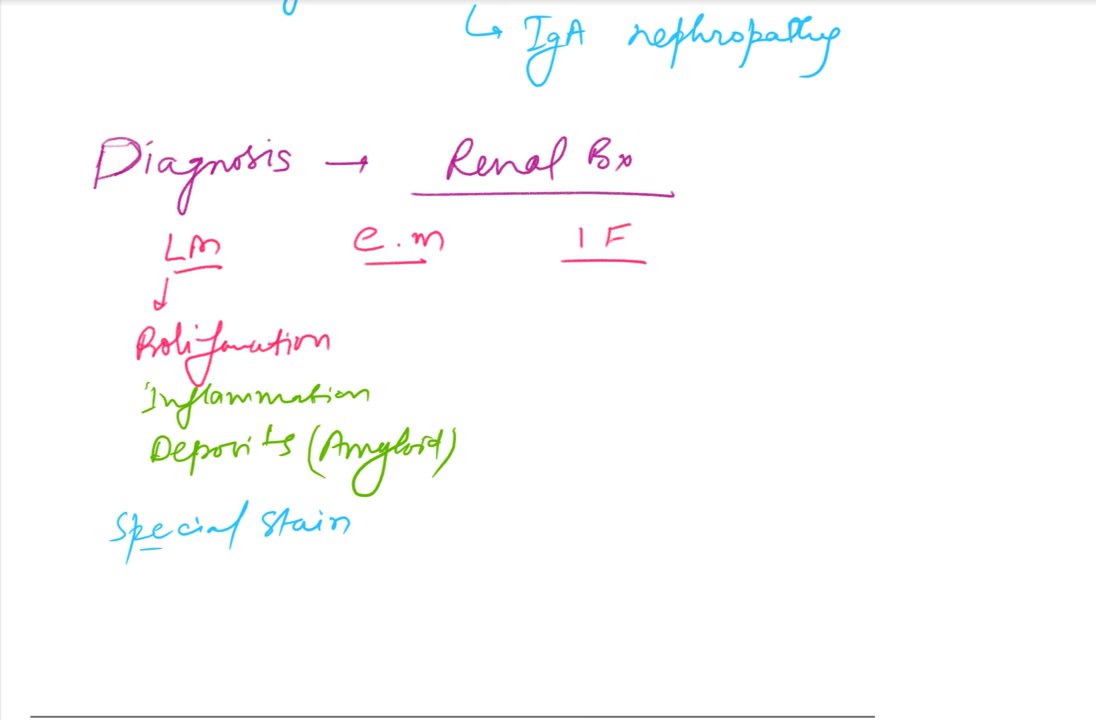 ↳ IgA nephropathy
Diagnosis → Renal Bx
LM e.m IF
↓
Proliferation
Inflammation
Deposits (Amyloid)
Special stain